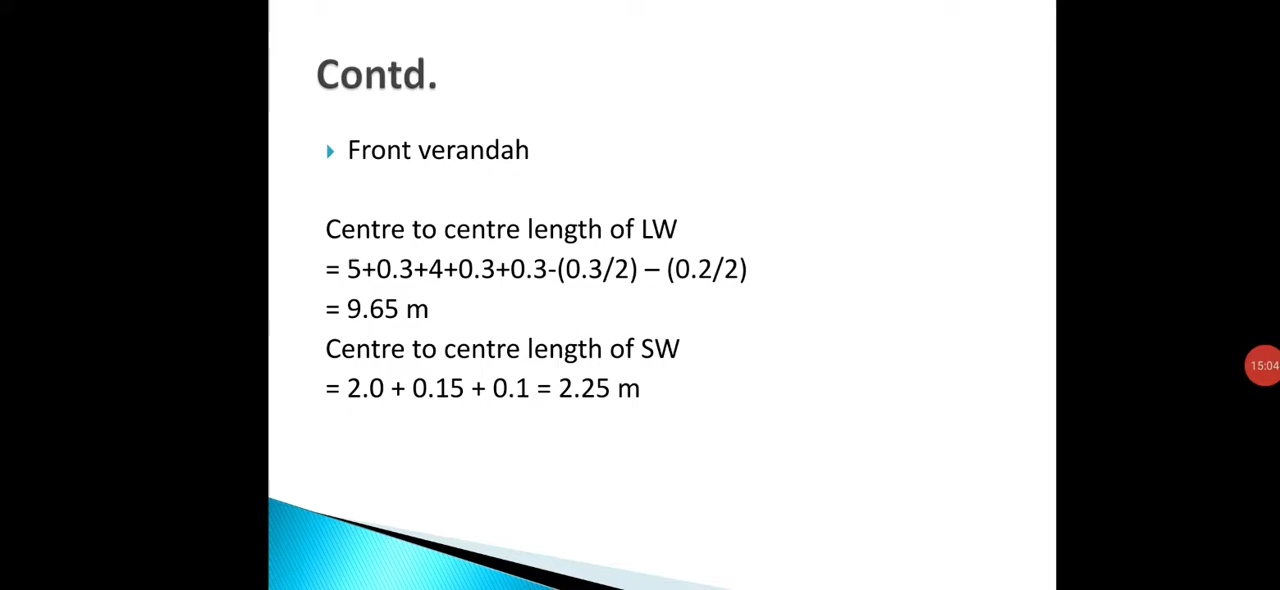 Contd.
Front verandah
Centre to centre length of LW
= 5+0.3+4+0.3+0.3-(0.3/2) – (0.2/2)
= 9.65 m
Centre to centre length of SW
= 2.0 + 0.15 + 0.1 = 2.25 m
15:04